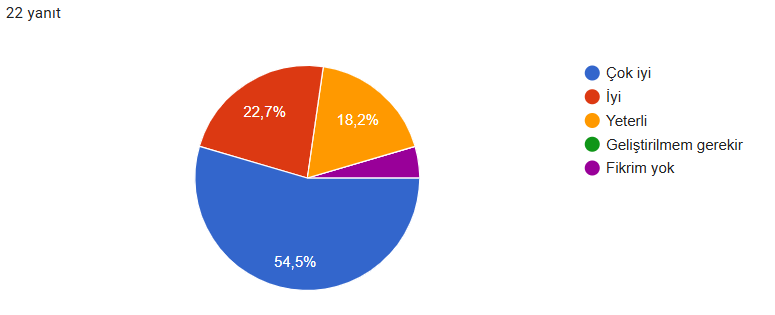 22 yanıt
22,7%
18,2%
54,5%
Çok iyi
İyi
Yeterli
Geliştirilmem gerekir
Fikrim yok